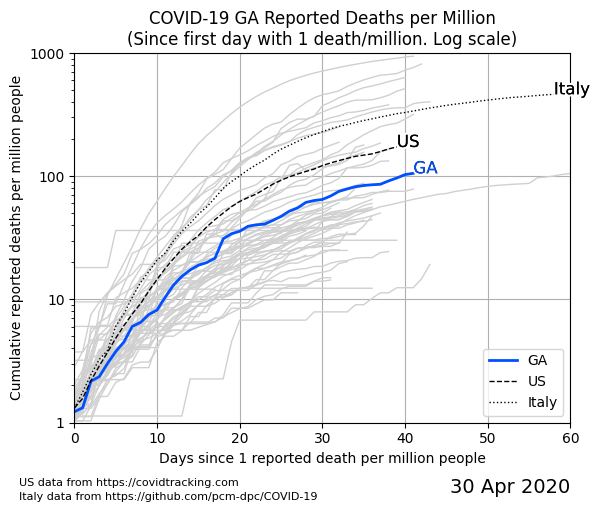 COVID-19 GA Reported Deaths per Million
(Since first day with 1 death/million. Log scale)
1000
100
10
1
Cumulative reported deaths per million people
Italy
US
GA
GA
US
Italy
0 10 20 30 40 50 60
Days since 1 reported death per million people
US data from https://covidtracking.com
Italy data from https://github.com/pcm-dpc/COVID-19
30 Apr 2020